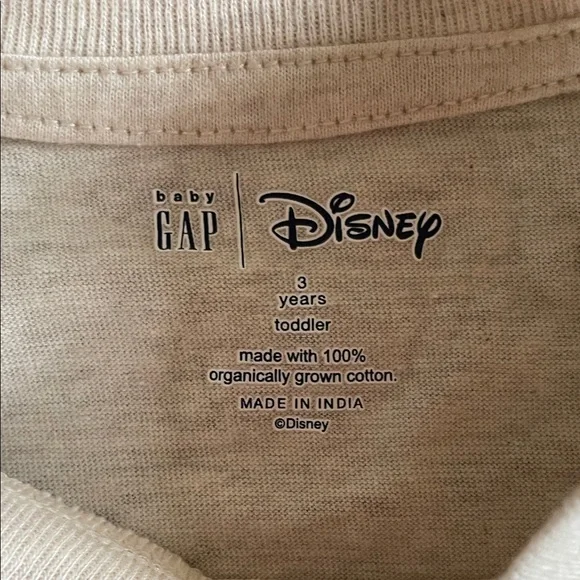 baby
GAP | Disney
3
years
toddler
made with 100%
organically grown cotton.
MADE IN INDIA
©Disney